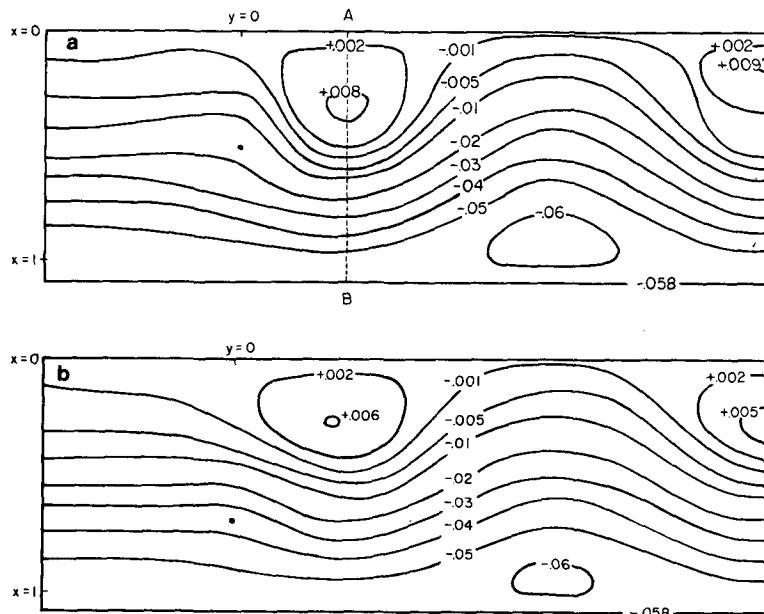 y=0 A
x=0
a
+.002 -.001 +.002
-.005 +.009
+.008 -.01
-.02
-.03
-.04
-.05
-.06
x=1
B -.058
y=0
x=0
b
+.002 -.001 +.002
+.006 -.005 +.005
-.01
-.02
-.03
-.04
-.05
-.06
x=1
-.058